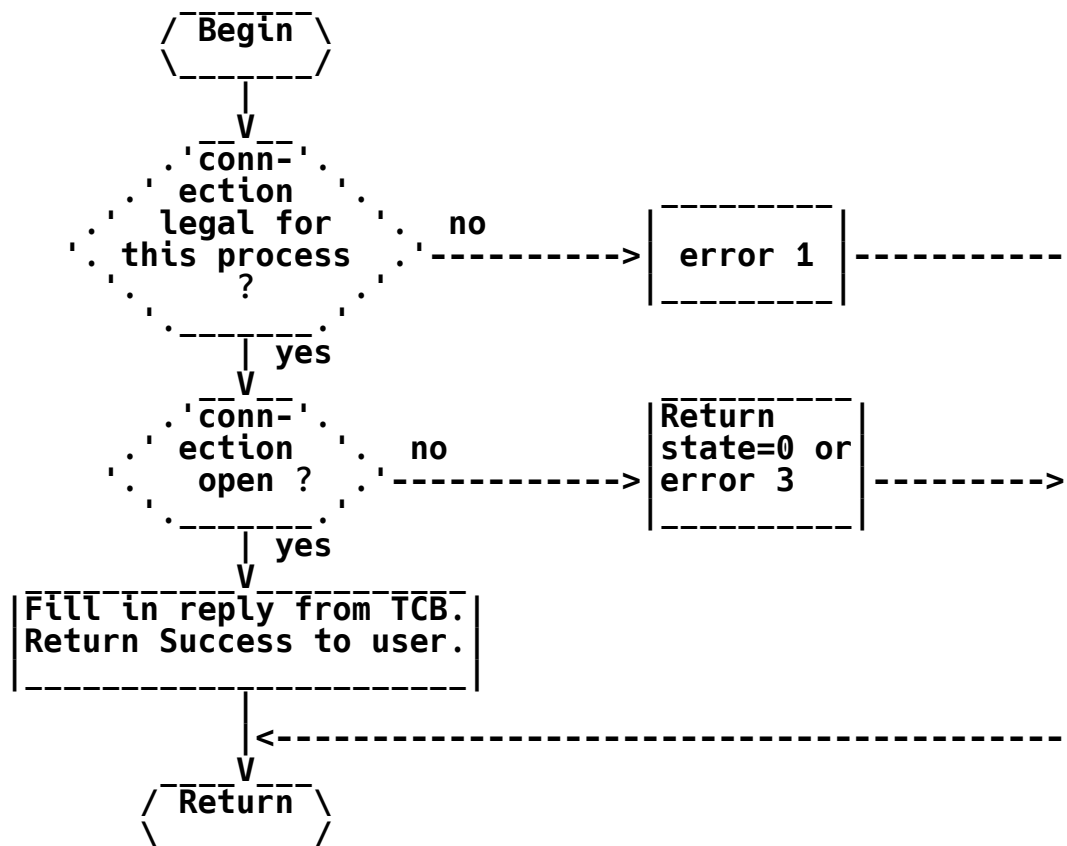 Begin
conn-
ection
legal for no
this process error 1
?
yes
conn- Return
ection no state=0 or
open ? error 3
yes
Fill in reply from TCB.
Return Success to user.
Return